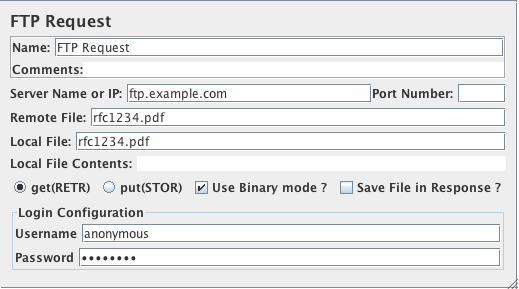 FTP Request
Name: FTP Request
Comments:
Server Name or IP: ftp.example.com Port Number:
Remote File: rfc1234.pdf
Local File: rfc1234.pdf
Local File Contents:
get(RETR) put(STOR) Use Binary mode ? Save File in Response ?
Login Configuration
Username anonymous
Password ••••••••